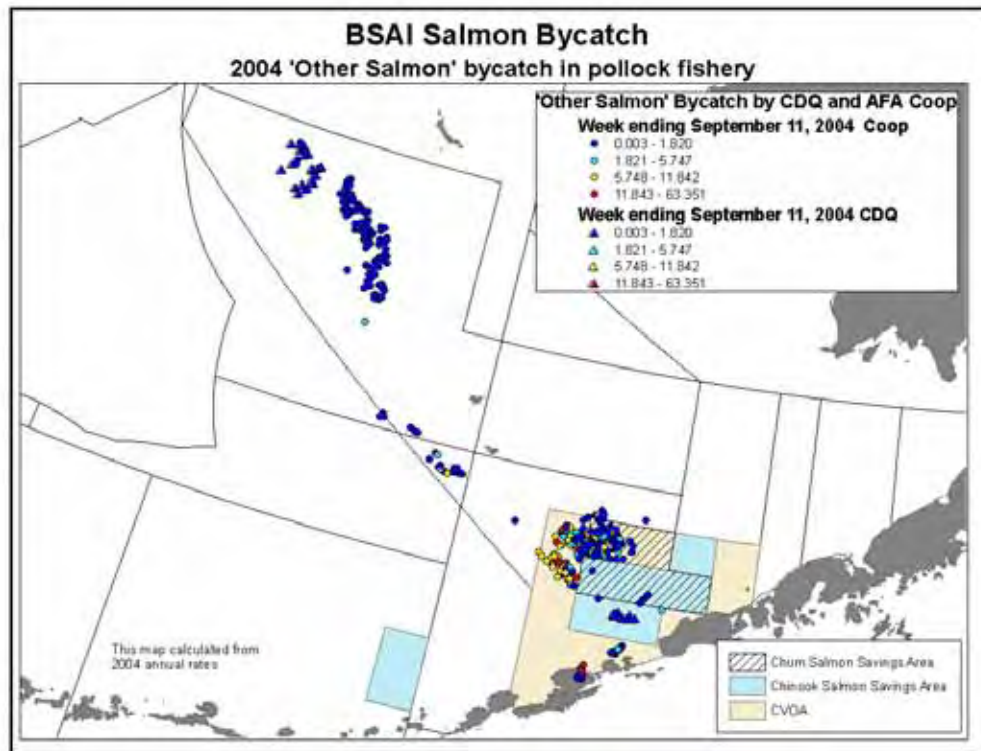 BSAI Salmon Bycatch
2004 'Other Salmon' bycatch in pollock fishery
'Other Salmon' Bycatch by CDQ and AFA Coop
Week ending September 11, 2004 Coop
0.003 - 1.820
1.821 - 5.747
5.748 - 11.842
11.843 - 63.351
Week ending September 11, 2004 CDQ
0.003 - 1.820
1.821 - 5.747
5.748 - 11.842
11.843 - 63.351
This map calculated from
2004 annual rates
Chum Salmon Savings Area
Chinook Salmon Savings Area
CVOA